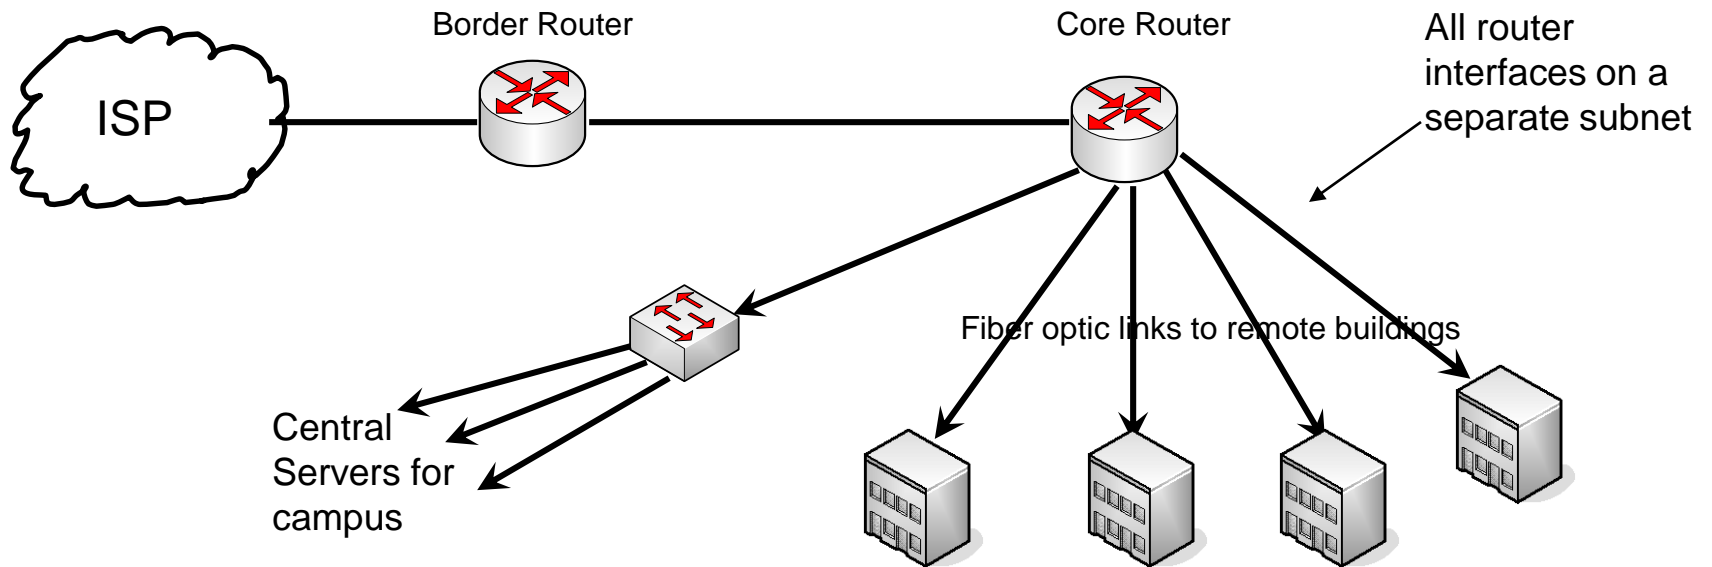 Border Router
Core Router
All router
interfaces on a
separate subnet
ISP
Fiber optic links to remote buildings
Central
Servers for
campus